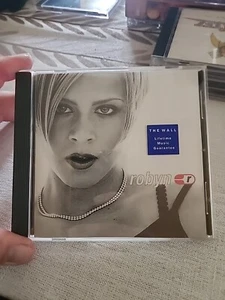 THE WALL
Lifetime
Music
Guarantee
robyn
r